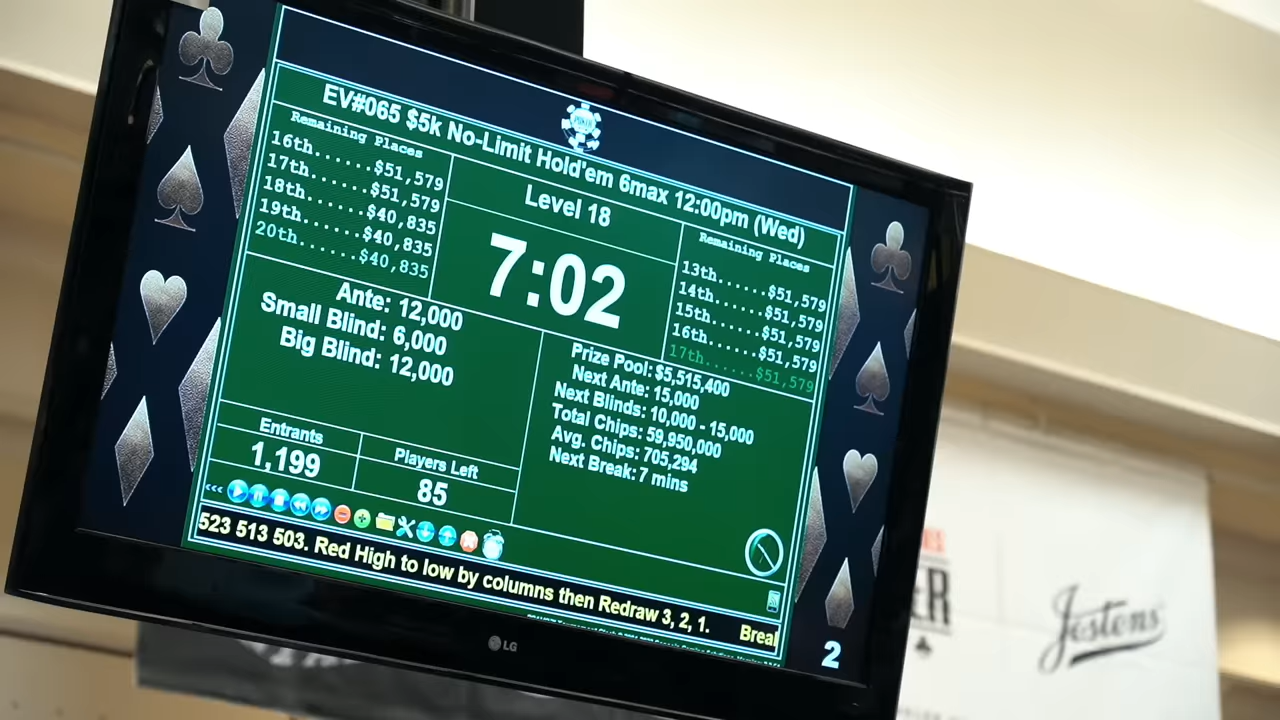 EV#065 $5k No-Limit Hold'em 6max 12:00pm (Wed)
Remaining Places
16th......$51,579
17th......$51,579
18th......$40,835
19th......$40,835
20th......$40,835
Level 18
7:02
Remaining Places
13th......$51,579
14th......$51,579
15th......$51,579
16th......$51,579
17th......$51,579
Ante: 12,000
Small Blind: 6,000
Big Blind: 12,000
Prize Pool: $5,515,400
Next Ante: 15,000
Next Blinds: 10,000 - 15,000
Total Chips: 59,950,000
Avg. Chips: 705,294
Next Break: 7 mins
Entrants
1,199
Players Left
85
<<<
523 513 503. Red High to low by columns then Redraw 3, 2, 1. Breal
2
LG
Jostens